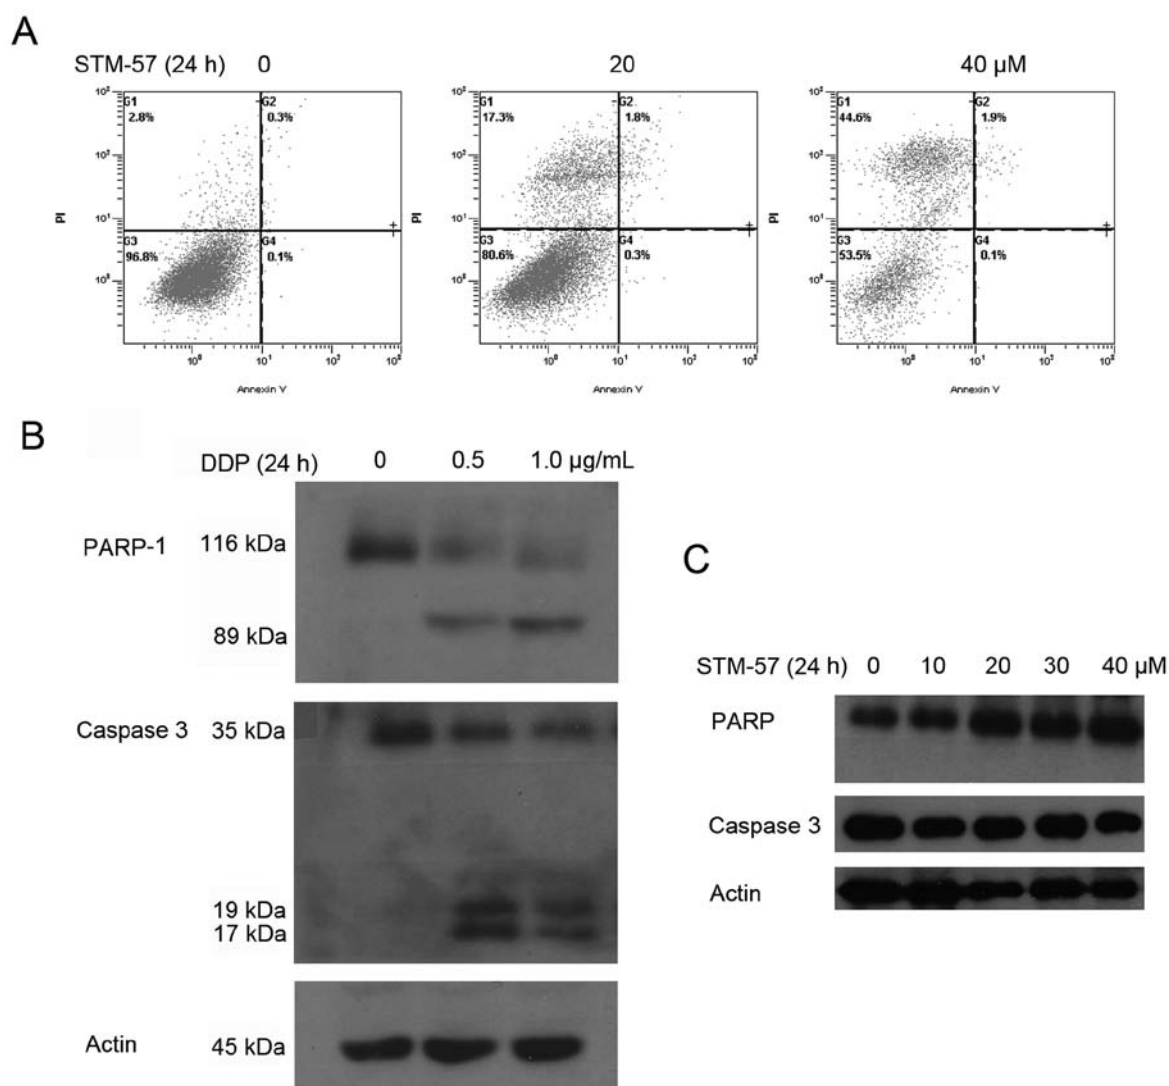 A
STM-57 (24 h) 0 20 40 µM
G1 G2 G1 G2 G1 G2
2.8% 0.3% 17.3% 1.8% 44.6% 1.9%
PI PI PI
G3 G4 G3 G4 G3 G4
96.8% 0.1% 80.6% 0.3% 53.5% 0.1%
Annexin V Annexin V Annexin V
B
DDP (24 h) 0 0.5 1.0 µg/mL
PARP-1 116 kDa
89 kDa
Caspase 3 35 kDa
19 kDa
17 kDa
Actin 45 kDa
C
STM-57 (24 h) 0 10 20 30 40 µM
PARP
Caspase 3
Actin